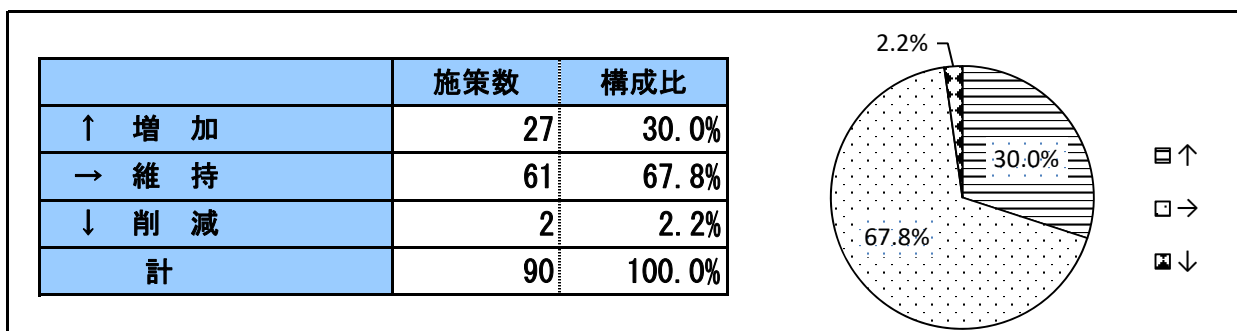 施策数 構成比
↑ 増 加 27 30.0%
→ 維 持 61 67.8%
↓ 削 減 2 2.2%
計 90 100.0%
2.2%
30.0%
67.8%
↑
→
↓